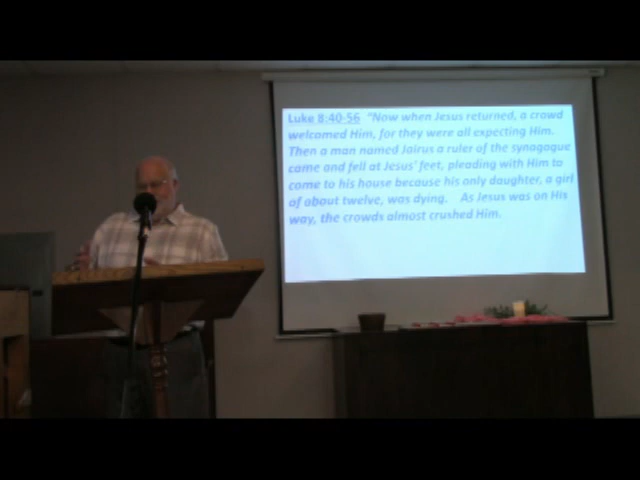 Luke 8:40-56 "Now when Jesus returned, a crowd
welcomed Him, for they were all expecting Him.
Then a man named Jairus a ruler of the synagogue
came and fell at Jesus' feet, pleading with Him to
come to his house because his only daughter, a girl
of about twelve, was dying. As Jesus was on His
way, the crowds almost crushed Him.